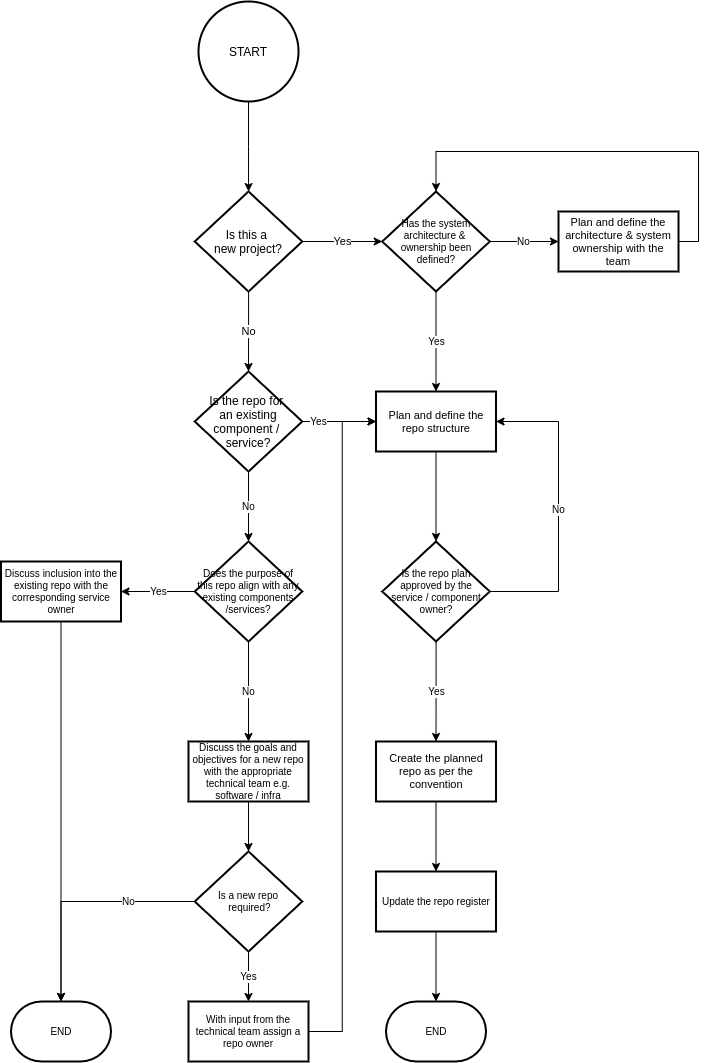 START
Is this a
new project?
Yes
Has the system
architecture &
ownership been
defined?
No
Plan and define the
architecture & system
ownership with the
team
No
Yes
Is the repo for
an existing
component /
service?
Yes
Plan and define the
repo structure
No
No
Discuss inclusion into the
existing repo with the
corresponding service
owner
Yes
Does the purpose of
this repo align with any
existing components
/services?
Is the repo plan
approved by the
service / component
owner?
No
Yes
Discuss the goals and
objectives for a new repo
with the appropriate
technical team e.g.
software / infra
Create the planned
repo as per the
convention
No
Is a new repo
required?
Update the repo register
Yes
END
With input from the
technical team assign a
repo owner
END